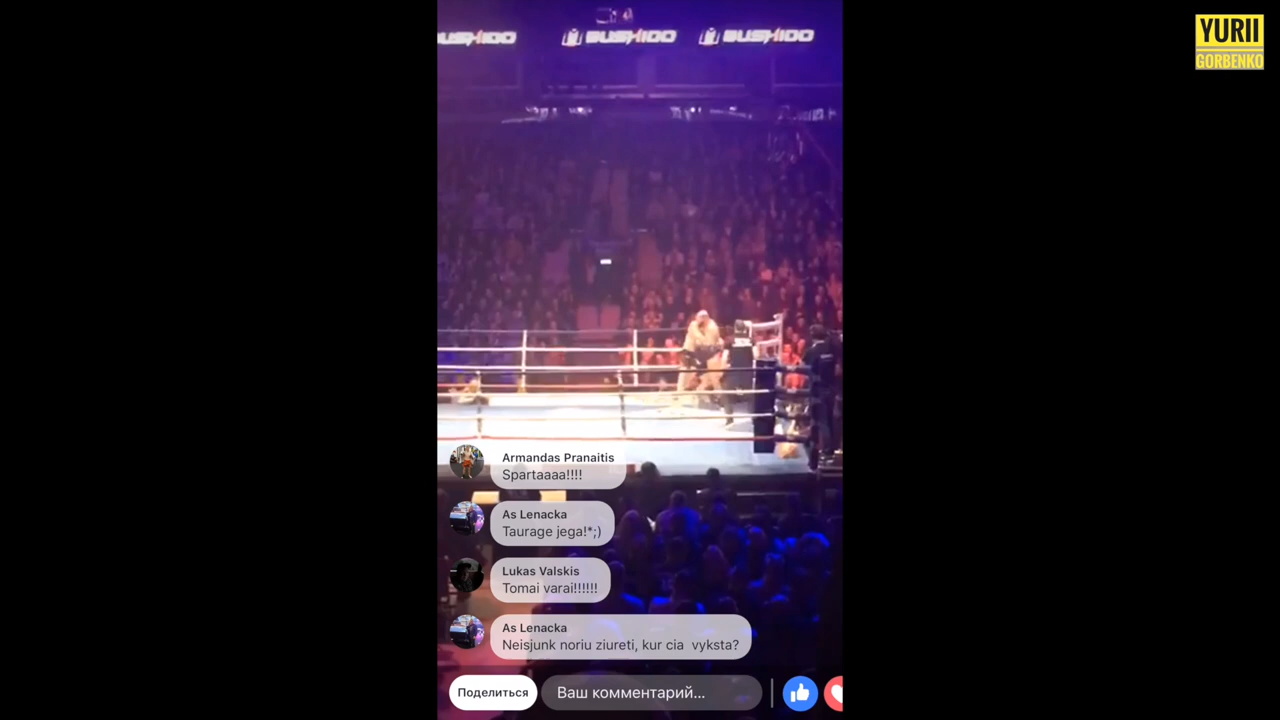 YURII
GORBENKO
BUSHIDO BUSHIDO BUSHIDO
Armandas Pranaitis
Spartaaaa!!!!
As Lenacka
Taurage jega!*;)
Lukas Valskis
Tomai varai!!!!!!
As Lenacka
Neisjunk noriu ziureti, kur cia vyksta?
Поделиться
Ваш комментарий...